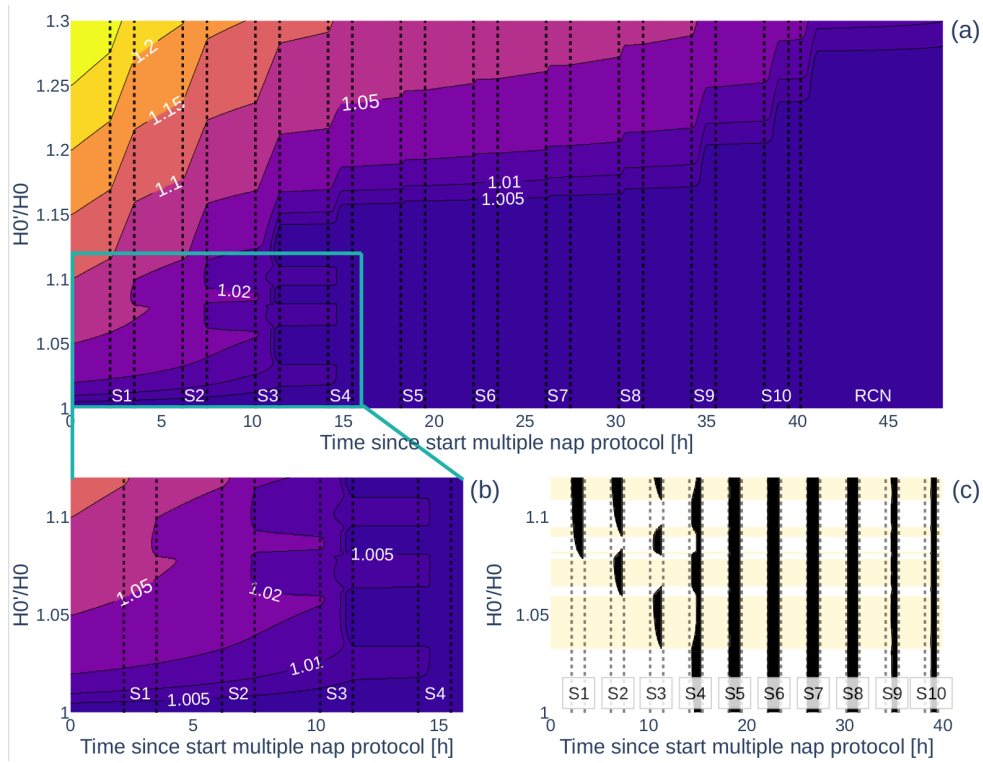 (a)
H0'/H0
1.3
1.25
1.2
1.15
1.1
1.05
1
1.2
1.15
1.1
1.05
1.02
1.01
1.005
S1 S2 S3 S4 S5 S6 S7 S8 S9 S10 RCN
0 5 10 15 20 25 30 35 40 45
Time since start multiple nap protocol [h]
(b)
H0'/H0
1.1
1.05
1
1.05
1.02
1.01
1.005
1.005
S1 S2 S3 S4
0 5 10 15
Time since start multiple nap protocol [h]
(c)
H0'/H0
1.1
1.05
1
S1 S2 S3 S4 S5 S6 S7 S8 S9 S10
0 10 20 30 40
Time since start multiple nap protocol [h]